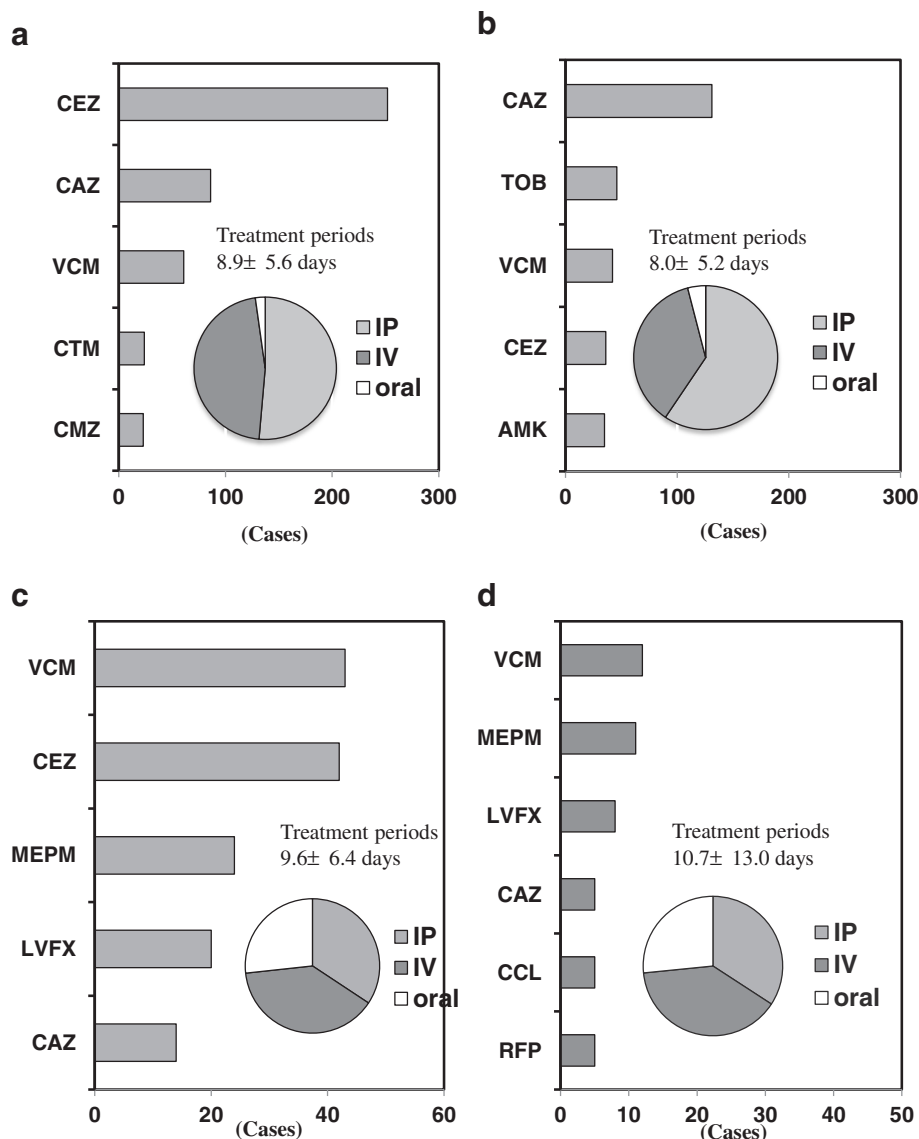 a
CEZ
CAZ
VCM
CTM
CMZ
Treatment periods
8.9± 5.6 days
IP
IV
oral
0 100 200 300
(Cases)
b
CAZ
TOB
VCM
CEZ
AMK
Treatment periods
8.0± 5.2 days
IP
IV
oral
0 100 200 300
(Cases)
c
VCM
CEZ
MEPM
LVFX
CAZ
Treatment periods
9.6± 6.4 days
IP
IV
oral
0 20 40 60
(Cases)
d
VCM
MEPM
LVFX
CAZ
CCL
RFP
Treatment periods
10.7± 13.0 days
IP
IV
oral
0 10 20 30 40 50
(Cases)